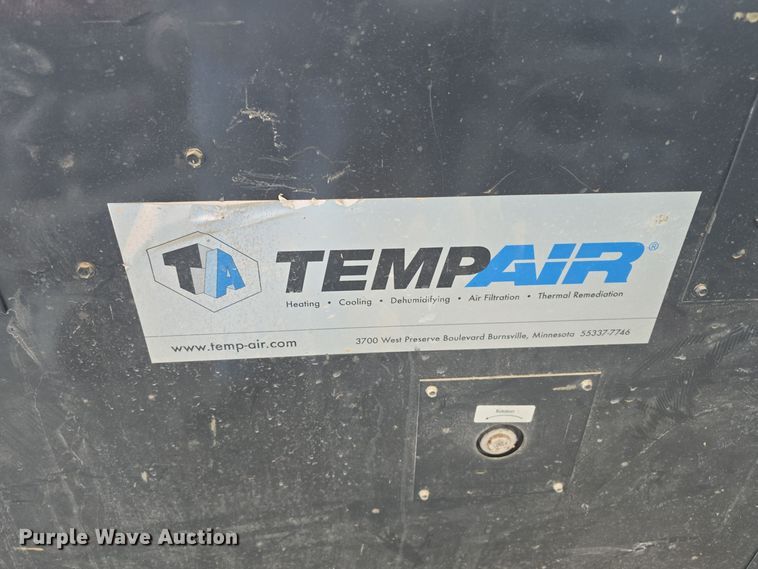 TA TEMPAIR®
Heating • Cooling • Dehumidifying • Air Filtration • Thermal Remediation
www.temp-air.com 3700 West Preserve Boulevard Burnsville, Minnesota 55337-7746
Rotation
Purple Wave Auction